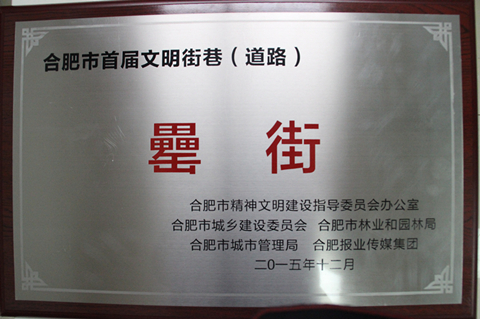 合肥市首届文明街巷（道路）
罍 街
合肥市精神文明建设指导委员会办公室
合肥市城乡建设委员会 合肥市林业和园林局
合肥市城市管理局 合肥报业传媒集团
二〇一五年十二月